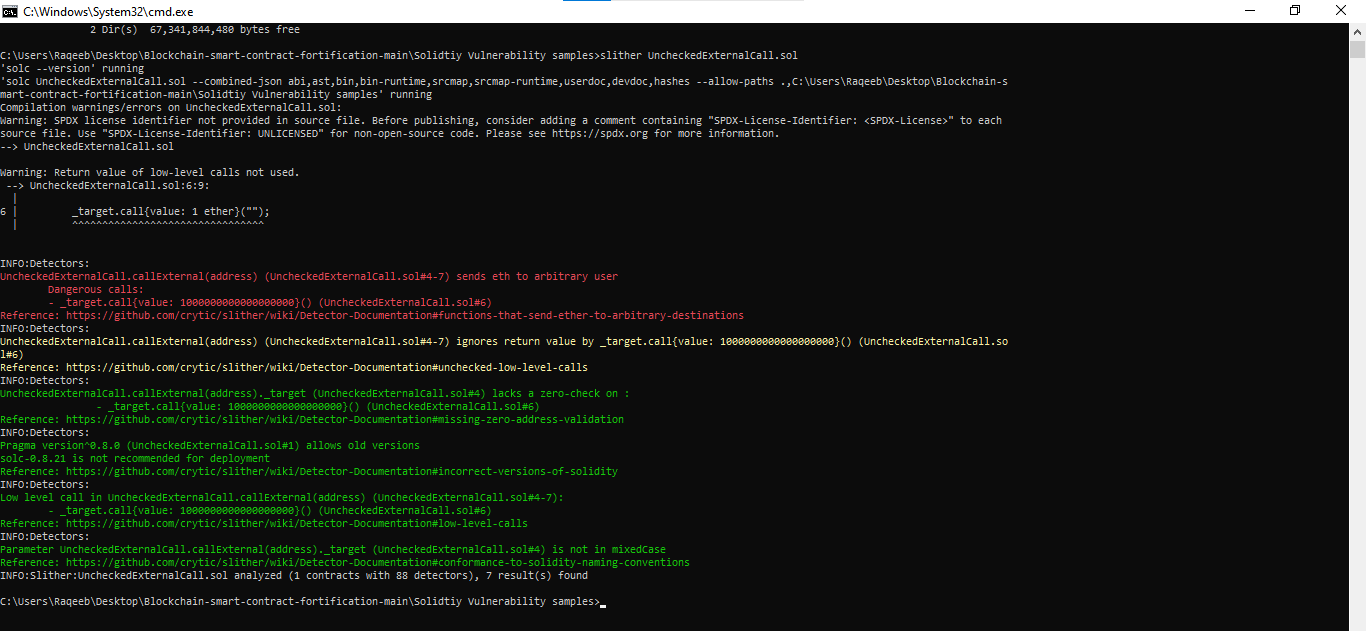 C:\Windows\System32\cmd.exe
2 Dir(s)  67,341,844,480 bytes free
C:\Users\Raqeeb\Desktop\Blockchain-smart-contract-fortification-main\Solidtiy Vulnerability samples>slither UncheckedExternalCall.sol
'solc --version' running
'solc UncheckedExternalCall.sol --combined-json abi,ast,bin,bin-runtime,srcmap,srcmap-runtime,userdoc,devdoc,hashes --allow-paths .,C:\Users\Raqeeb\Desktop\Blockchain-s
mart-contract-fortification-main\Solidtiy Vulnerability samples' running
Compilation warnings/errors on UncheckedExternalCall.sol:
Warning: SPDX license identifier not provided in source file. Before publishing, consider adding a comment containing "SPDX-License-Identifier: <SPDX-License>" to each
source file. Use "SPDX-License-Identifier: UNLICENSED" for non-open-source code. Please see https://spdx.org for more information.
--> UncheckedExternalCall.sol
Warning: Return value of low-level calls not used.
 --> UncheckedExternalCall.sol:6:9:
  |
6 |         _target.call{value: 1 ether}("");
  |         ^^^^^^^^^^^^^^^^^^^^^^^^^^^^^^^^
INFO:Detectors:
UncheckedExternalCall.callExternal(address) (UncheckedExternalCall.sol#4-7) sends eth to arbitrary user
        Dangerous calls:
        - _target.call{value: 1000000000000000000}() (UncheckedExternalCall.sol#6)
Reference: https://github.com/crytic/slither/wiki/Detector-Documentation#functions-that-send-ether-to-arbitrary-destinations
INFO:Detectors:
UncheckedExternalCall.callExternal(address) (UncheckedExternalCall.sol#4-7) ignores return value by _target.call{value: 1000000000000000000}() (UncheckedExternalCall.so
l#6)
Reference: https://github.com/crytic/slither/wiki/Detector-Documentation#unchecked-low-level-calls
INFO:Detectors:
UncheckedExternalCall.callExternal(address)._target (UncheckedExternalCall.sol#4) lacks a zero-check on :
                - _target.call{value: 1000000000000000000}() (UncheckedExternalCall.sol#6)
Reference: https://github.com/crytic/slither/wiki/Detector-Documentation#missing-zero-address-validation
INFO:Detectors:
Pragma version^0.8.0 (UncheckedExternalCall.sol#1) allows old versions
solc-0.8.21 is not recommended for deployment
Reference: https://github.com/crytic/slither/wiki/Detector-Documentation#incorrect-versions-of-solidity
INFO:Detectors:
Low level call in UncheckedExternalCall.callExternal(address) (UncheckedExternalCall.sol#4-7):
        - _target.call{value: 1000000000000000000}() (UncheckedExternalCall.sol#6)
Reference: https://github.com/crytic/slither/wiki/Detector-Documentation#low-level-calls
INFO:Detectors:
Parameter UncheckedExternalCall.callExternal(address)._target (UncheckedExternalCall.sol#4) is not in mixedCase
Reference: https://github.com/crytic/slither/wiki/Detector-Documentation#conformance-to-solidity-naming-conventions
INFO:Slither:UncheckedExternalCall.sol analyzed (1 contracts with 88 detectors), 7 result(s) found
C:\Users\Raqeeb\Desktop\Blockchain-smart-contract-fortification-main\Solidtiy Vulnerability samples>_